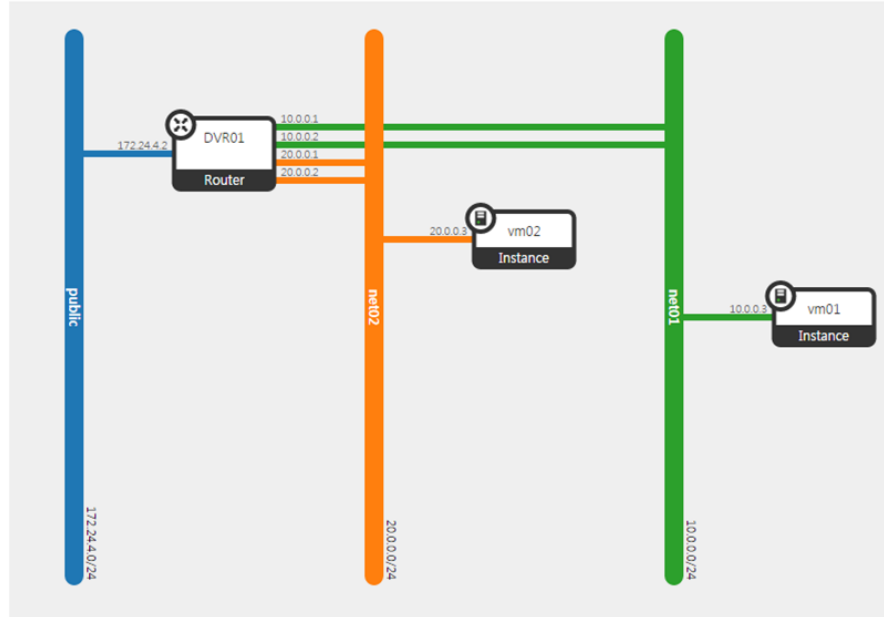 10.0.0.1
172.24.4.2
DVR01
10.0.0.2
20.0.0.1
Router
20.0.0.2
20.0.0.3
vm02
Instance
public
net02
net01
10.0.0.3
vm01
Instance
172.24.4.0/24
20.0.0.0/24
10.0.0.0/24